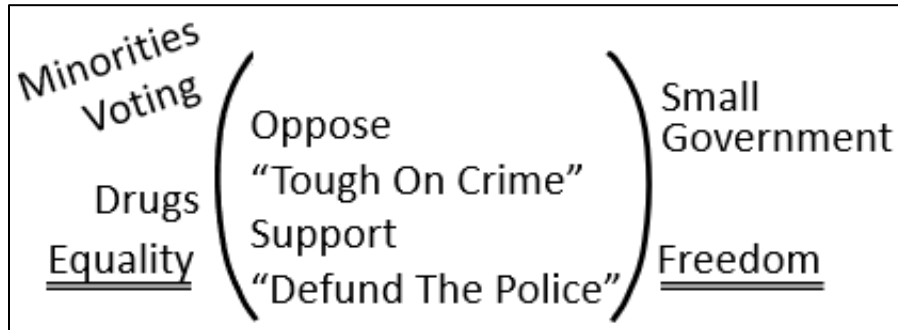 Minorities
Voting
Drugs
Equality
Oppose
“Tough On Crime”
Support
“Defund The Police”
Small
Government
Freedom